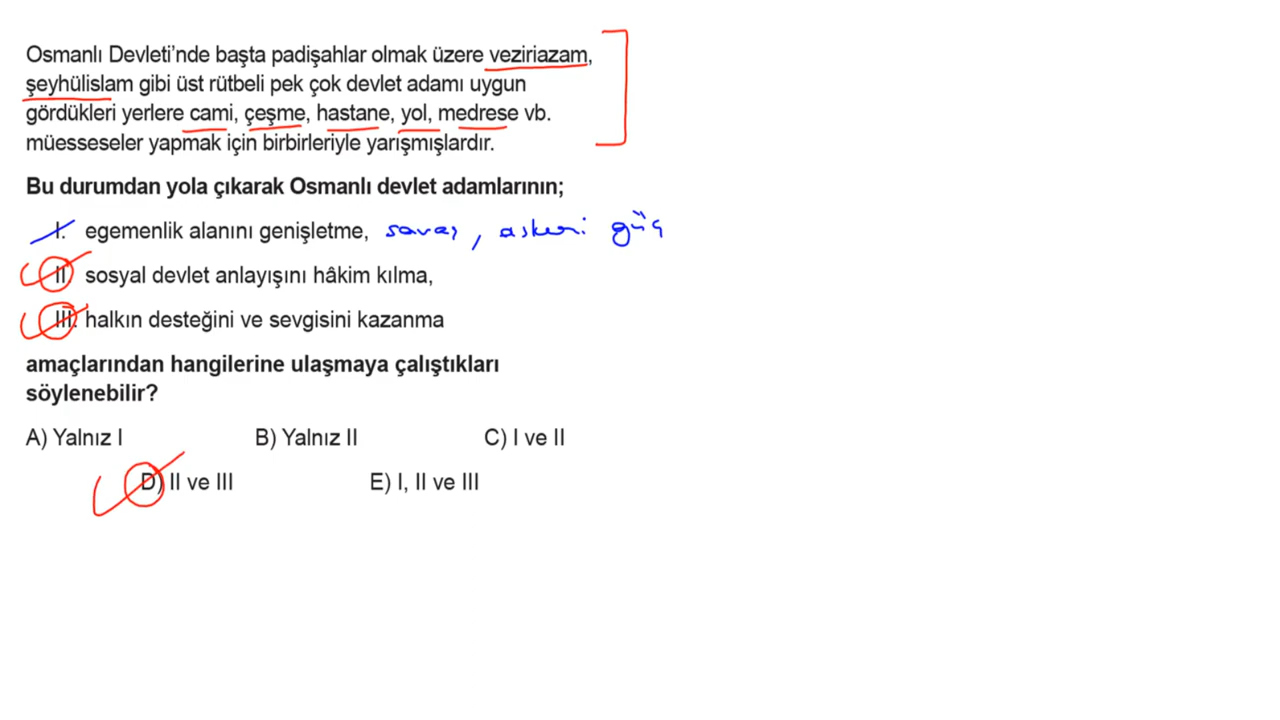 Osmanlı Devleti’nde başta padişahlar olmak üzere veziriazam,
şeyhülislam gibi üst rütbeli pek çok devlet adamı uygun
gördükleri yerlere cami, çeşme, hastane, yol, medrese vb.
müesseseler yapmak için birbirleriyle yarışmışlardır.
Bu durumdan yola çıkarak Osmanlı devlet adamlarının;
I. egemenlik alanını genişletme, savaş, askeri güç
II. sosyal devlet anlayışını hâkim kılma,
III. halkın desteğini ve sevgisini kazanma
amaçlarından hangilerine ulaşmaya çalıştıkları
söylenebilir?
A) Yalnız I B) Yalnız II C) I ve II
D) II ve III E) I, II ve III